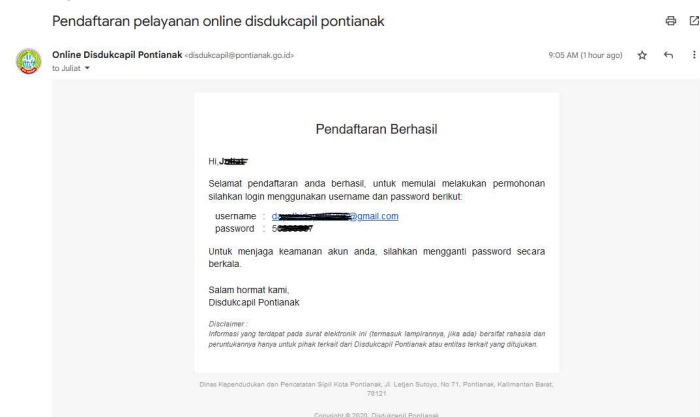 Pendaftaran pelayanan online disdukcapil pontianak
Online Disdukcapil Pontianak <disdukcapil@pontianak.go.id>
9:05 AM (1 hour ago)
to Juliat
Pendaftaran Berhasil
Hi,
Selamat pendaftaran anda berhasil, untuk memulai melakukan permohonan
silahkan login menggunakan username dan password berikut:
username : @gmail.com
password :
Untuk menjaga keamanan akun anda, silahkan mengganti password secara
berkala.
Salam hormat kami,
Disdukcapil Pontianak
Disclaimer :
Informasi yang terdapat pada surat elektronik ini (termasuk lampirannya, jika ada) bersifat rahasia dan
peruntukannya hanya untuk pihak terkait dari Disdukcapil Pontianak atau entitas terkait yang ditujukan.
Dinas Kependudukan dan Pencatatan Sipil Kota Pontianak, Jl. Letjen Sutoyo, No 71, Pontianak, Kalimantan Barat,
78121
Copyright © 2020, Disdukcapil Pontianak